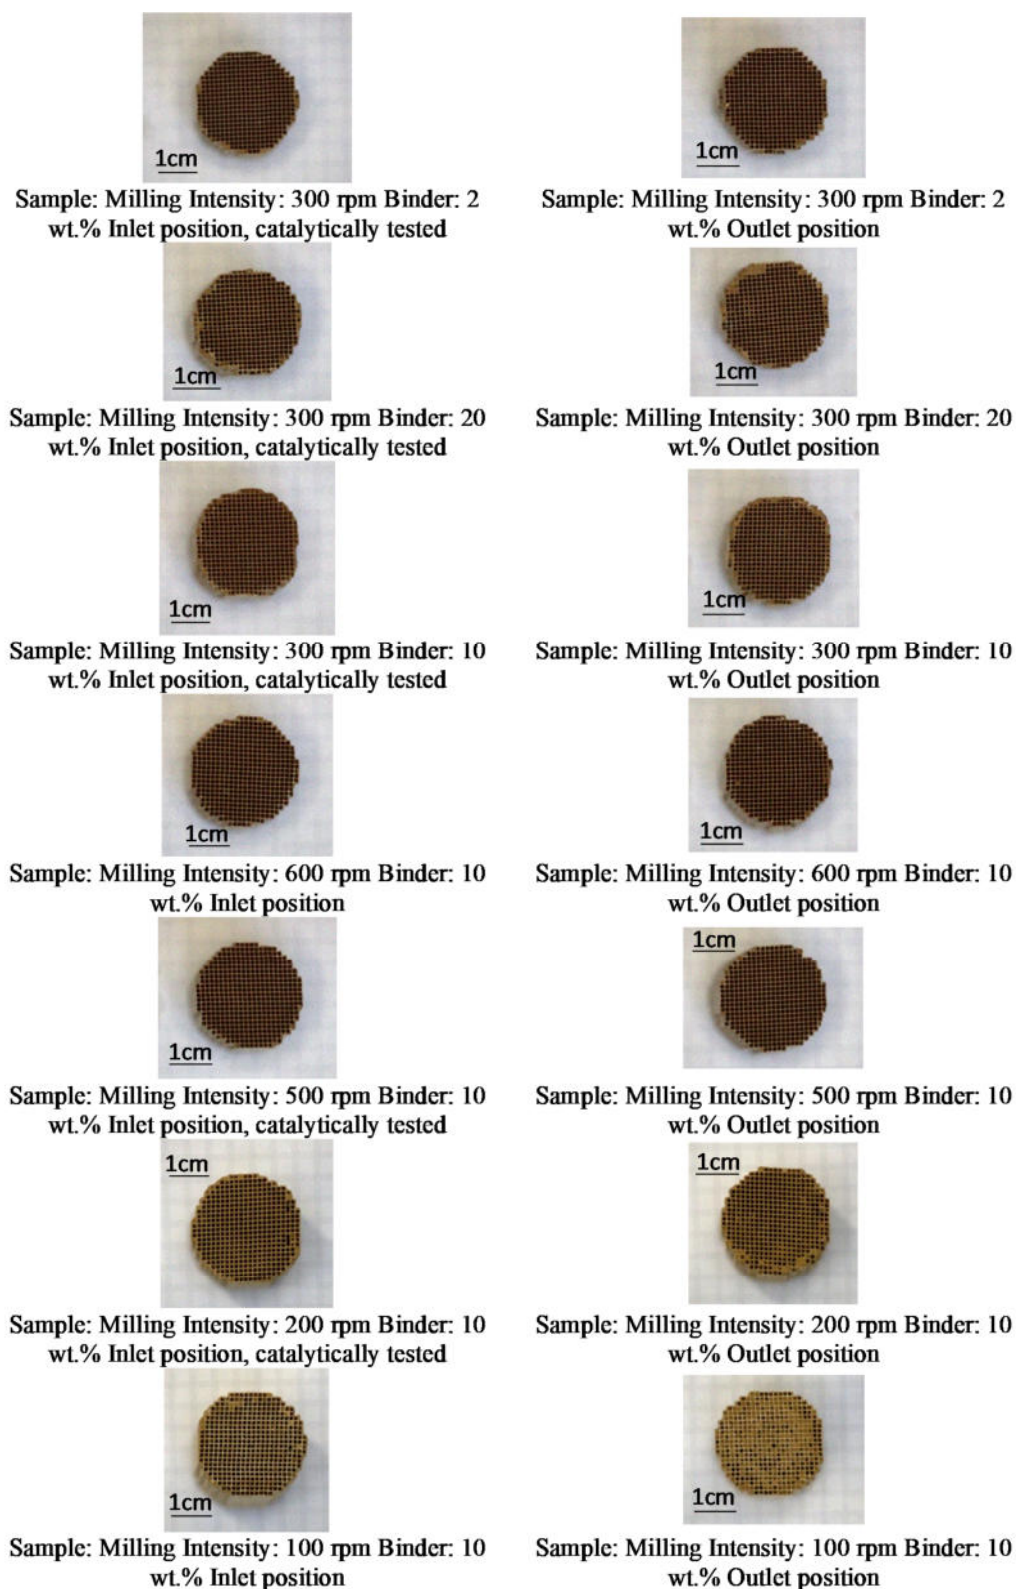 1cm
1cm
Sample: Milling Intensity: 300 rpm Binder: 2
wt.% Inlet position, catalytically tested
Sample: Milling Intensity: 300 rpm Binder: 2
wt.% Outlet position
1cm
1cm
Sample: Milling Intensity: 300 rpm Binder: 20
wt.% Inlet position, catalytically tested
Sample: Milling Intensity: 300 rpm Binder: 20
wt.% Outlet position
1cm
1cm
Sample: Milling Intensity: 300 rpm Binder: 10
wt.% Inlet position, catalytically tested
Sample: Milling Intensity: 300 rpm Binder: 10
wt.% Outlet position
1cm
1cm
Sample: Milling Intensity: 600 rpm Binder: 10
wt.% Inlet position
Sample: Milling Intensity: 600 rpm Binder: 10
wt.% Outlet position
1cm
1cm
Sample: Milling Intensity: 500 rpm Binder: 10
wt.% Inlet position, catalytically tested
Sample: Milling Intensity: 500 rpm Binder: 10
wt.% Outlet position
1cm
1cm
Sample: Milling Intensity: 200 rpm Binder: 10
wt.% Inlet position, catalytically tested
Sample: Milling Intensity: 200 rpm Binder: 10
wt.% Outlet position
1cm
1cm
Sample: Milling Intensity: 100 rpm Binder: 10
wt.% Inlet position
Sample: Milling Intensity: 100 rpm Binder: 10
wt.% Outlet position